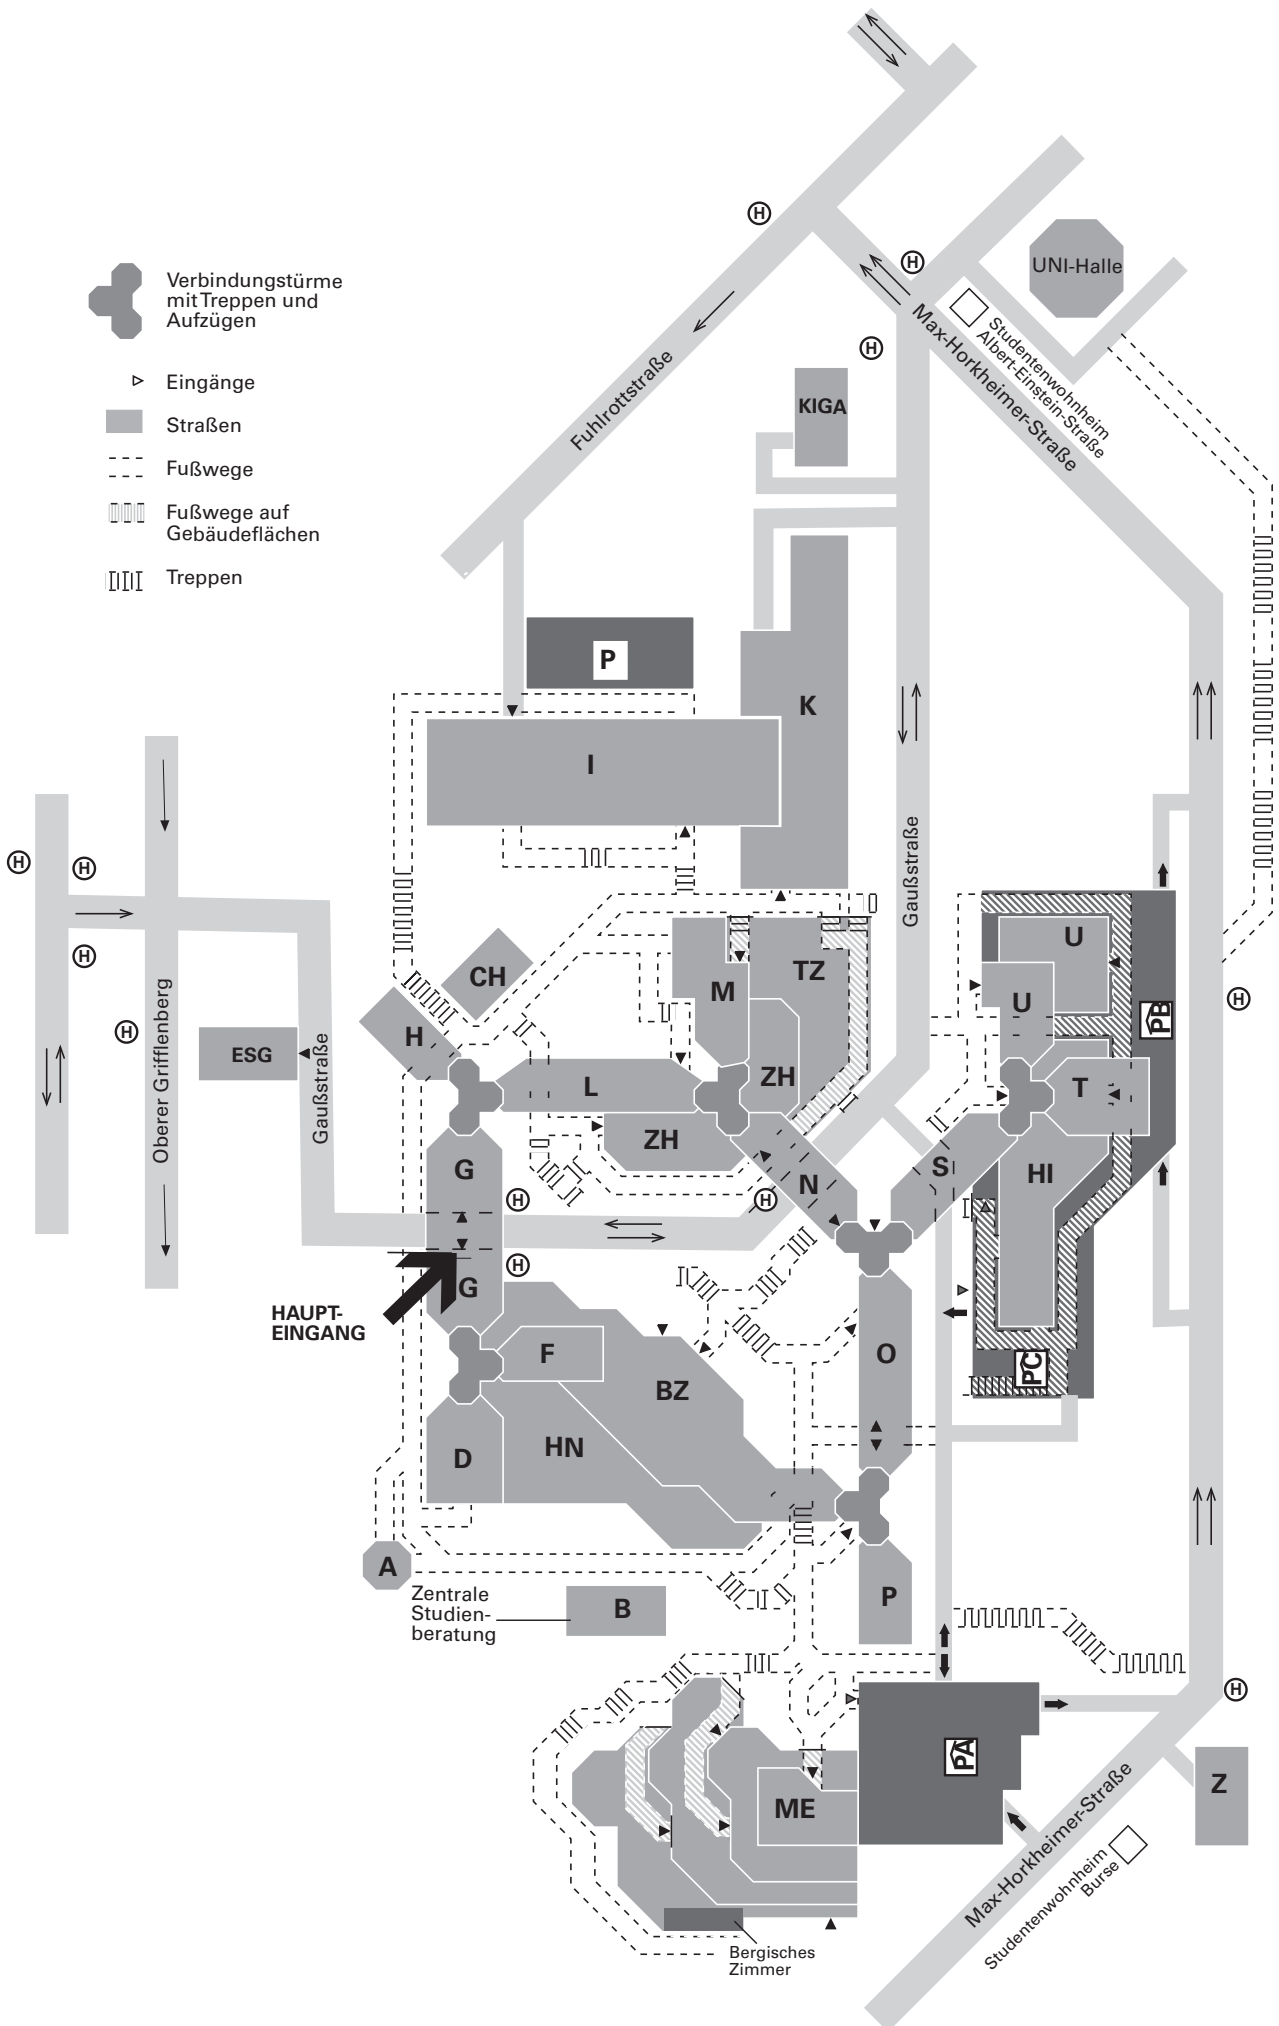 H
H
UNI-Halle
Verbindungstürme
mit Treppen und
Aufzügen
Studentenwohnheim
Albert-Einstein-Straße
Max-Horkheimer-Straße
H
Fuhlrottstraße
Eingänge
KIGA
Straßen
Fußwege
Fußwege auf
Gebäudeflächen
Treppen
P
K
I
H
H
Gaußstraße
U
H
CH
TZ
M
U
H
PB
H
H
ESG
Oberer Grifflenberg
Gaußstraße
L
ZH
T
ZH
G
S
HI
N
H
H
H
G
HAUPT-
EINGANG
F
O
PC
BZ
HN
D
A
Zentrale
Studien-
beratung
B
P
H
PA
Z
ME
Max-Horkheimer-Straße
Studentenwohnheim
Burse
Bergisches
Zimmer